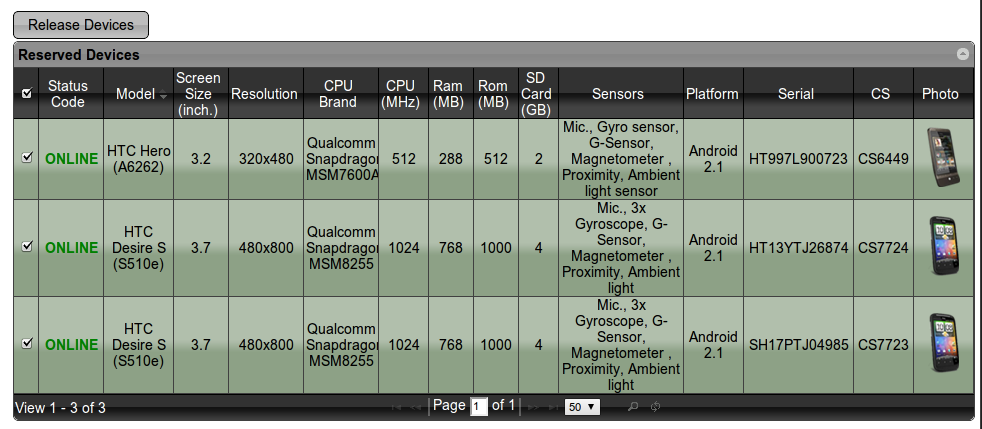 Release Devices
Reserved Devices
Status Code Model Screen Size (inch.) Resolution CPU Brand CPU (MHz) Ram (MB) Rom (MB) SD Card (GB) Sensors Platform Serial CS Photo
ONLINE HTC Hero (A6262) 3.2 320x480 Qualcomm Snapdragon MSM7600A 512 288 512 2 Mic., Gyro sensor, G-Sensor, Magnetometer , Proximity, Ambient light sensor Android 2.1 HT997L900723 CS6449
ONLINE HTC Desire S (S510e) 3.7 480x800 Qualcomm Snapdragon MSM8255 1024 768 1000 4 Mic., 3x Gyroscope, G-Sensor, Magnetometer , Proximity, Ambient light Android 2.1 HT13YTJ26874 CS7724
ONLINE HTC Desire S (S510e) 3.7 480x800 Qualcomm Snapdragon MSM8255 1024 768 1000 4 Mic., 3x Gyroscope, G-Sensor, Magnetometer , Proximity, Ambient light Android 2.1 SH17PTJ04985 CS7723
View 1 - 3 of 3 Page 1 of 1 50